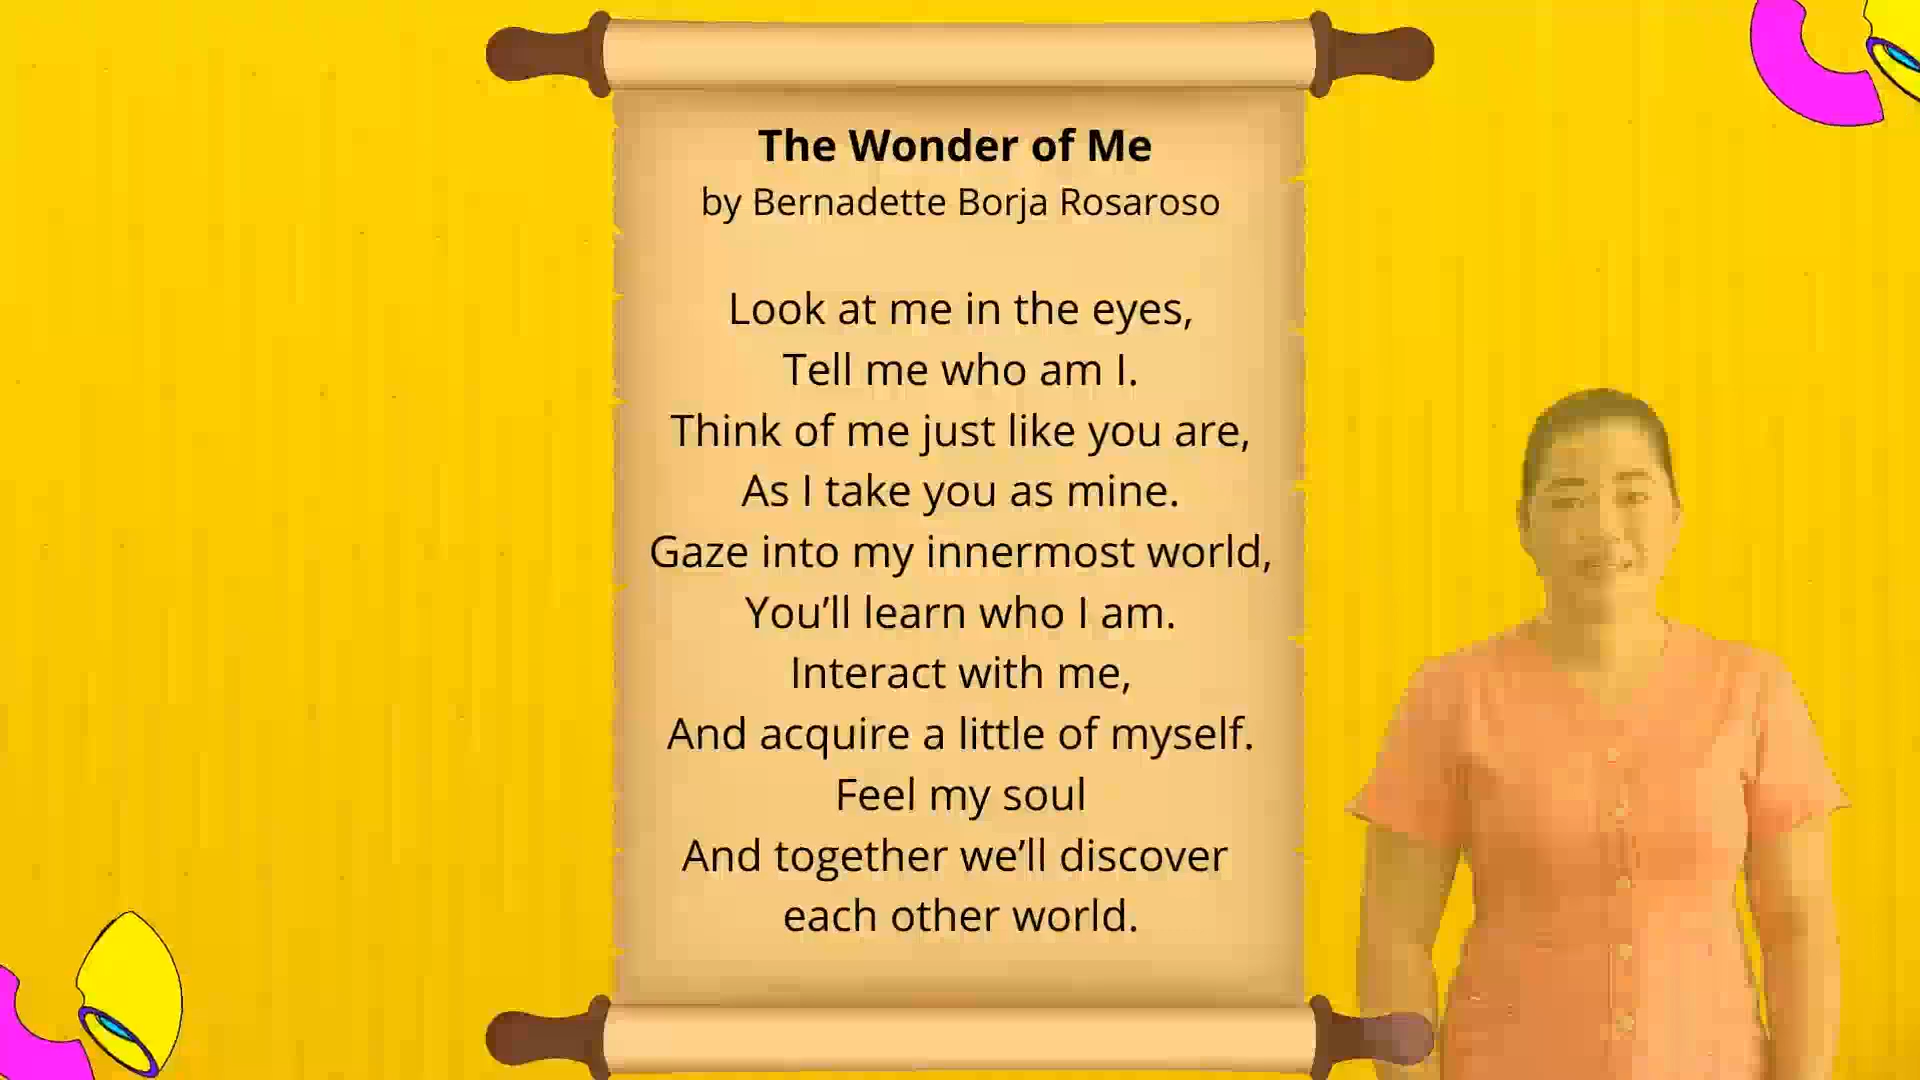 The Wonder of Me
by Bernadette Borja Rosaroso
Look at me in the eyes,
Tell me who am I.
Think of me just like you are,
As I take you as mine.
Gaze into my innermost world,
You’ll learn who I am.
Interact with me,
And acquire a little of myself.
Feel my soul
And together we’ll discover
each other world.